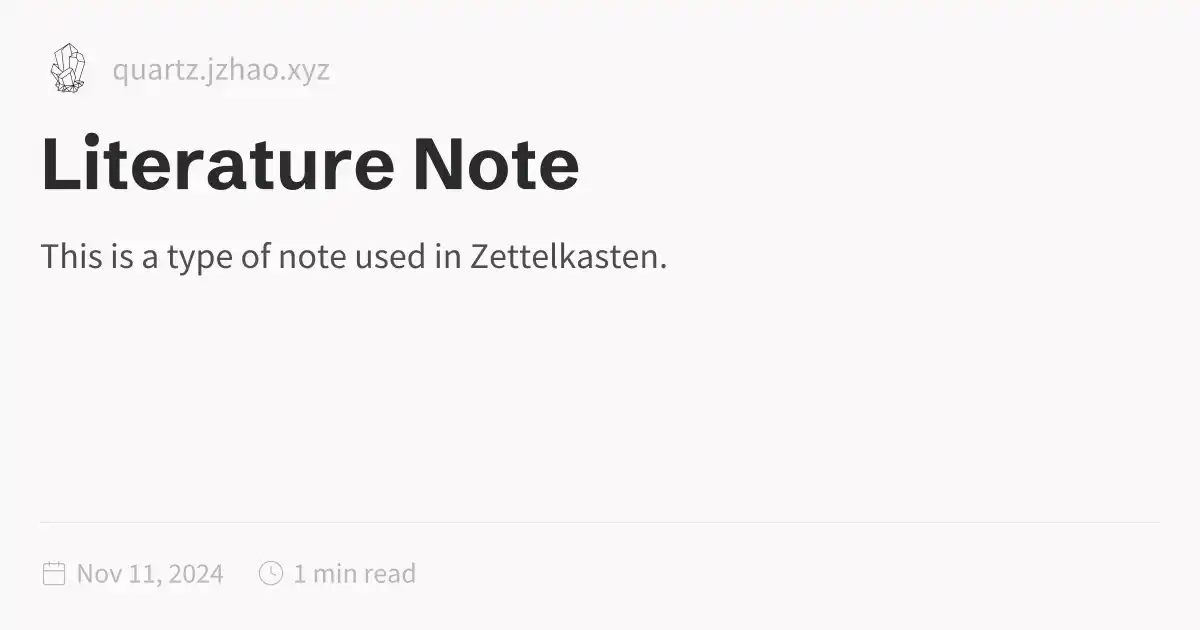 quartz.jzhao.xyz
Literature Note
This is a type of note used in Zettelkasten.
Nov 11, 2024 1 min read